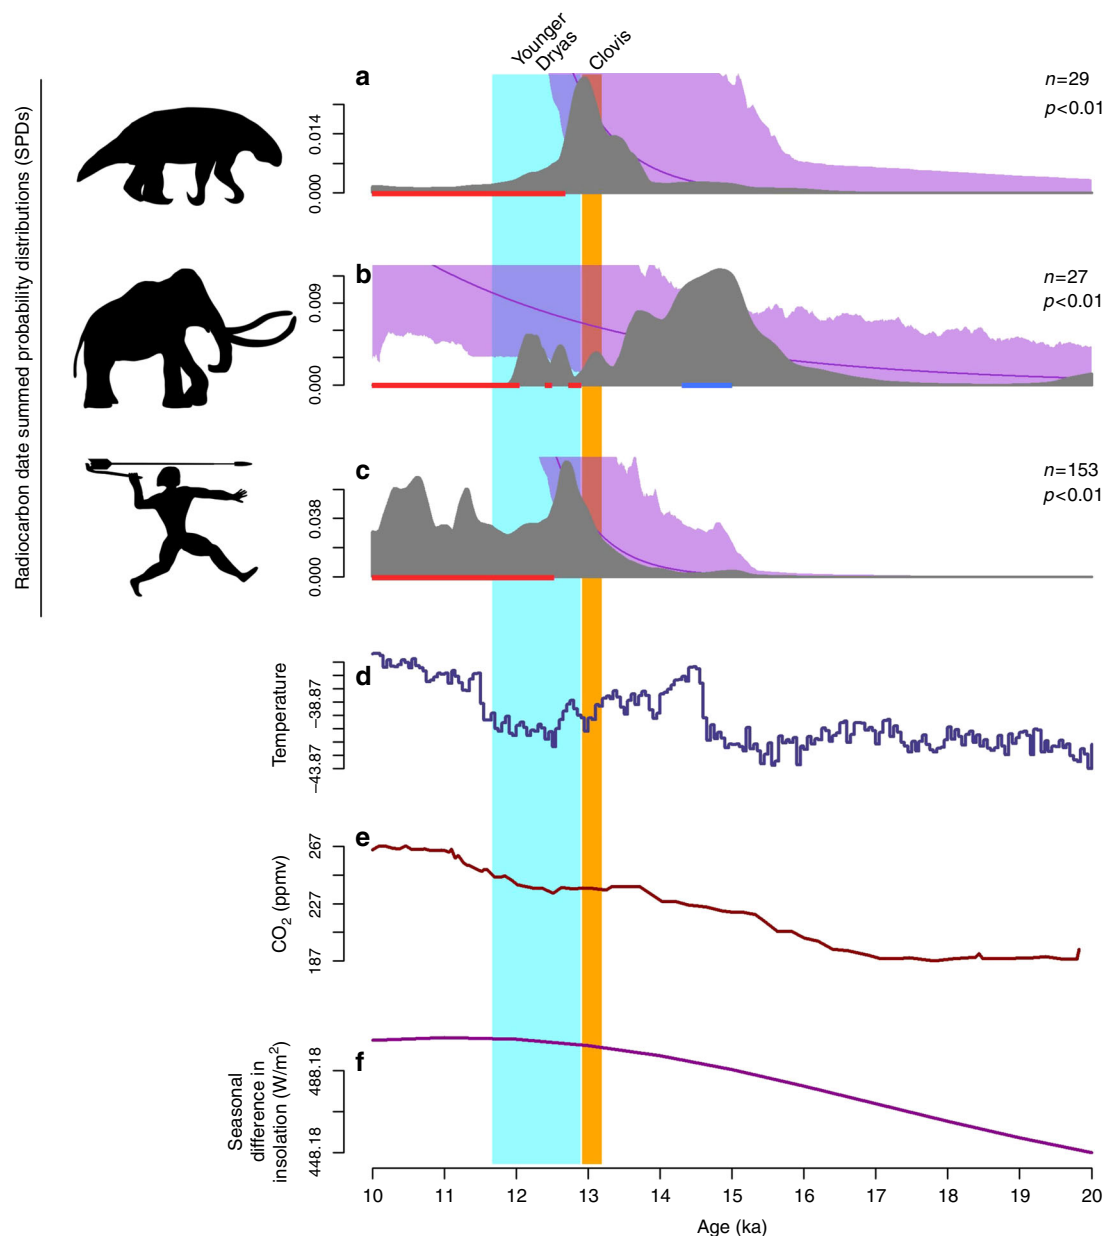 Younger
Dryas
Clovis
Radiocarbon date summed probability distributions (SPDs)
a
n=29
p<0.01
0.014
0.000
b
n=27
p<0.01
0.009
0.000
c
n=153
p<0.01
0.038
0.000
d
Temperature
-38.87
−43.87
e
CO2 (ppmv)
267
227
187
f
Seasonal
difference in
insolation (W/m²)
488.18
448.18
10 11 12 13 14 15 16 17 18 19 20
Age (ka)